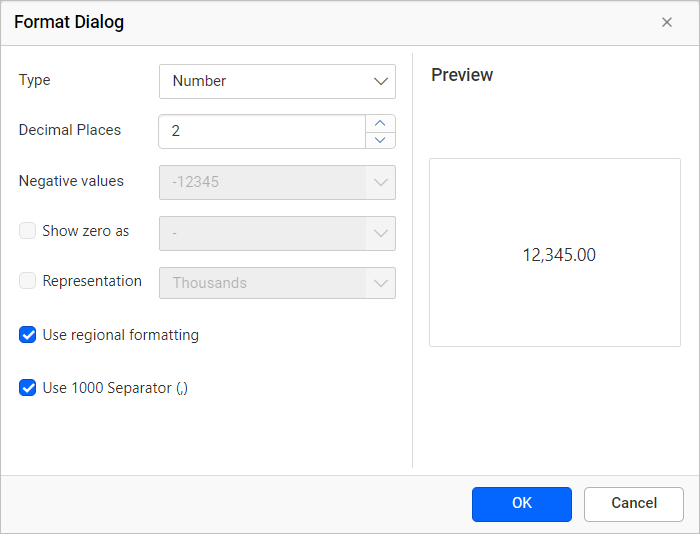 Format Dialog
Type
Number
Preview
Decimal Places
2
Negative values
-12345
Show zero as
-
12,345.00
Representation
Thousands
Use regional formatting
Use 1000 Separator (,)
OK
Cancel